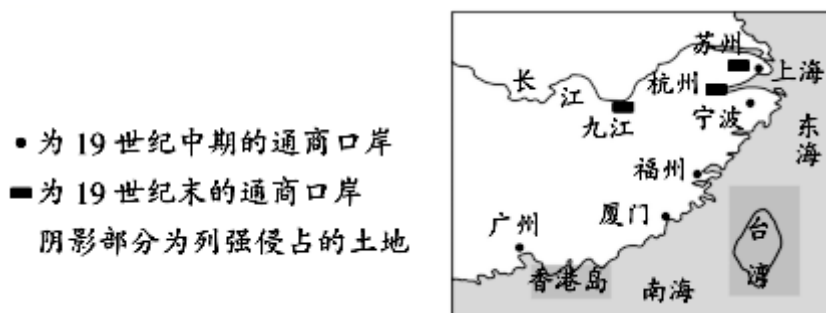 • 为 19 世纪中期的通商口岸
▬ 为 19 世纪末的通商口岸
阴影部分为列强侵占的土地
苏州
上海
长
江
杭州
九江
宁波
东海
福州
厦门
广州
台湾
香港岛
南海